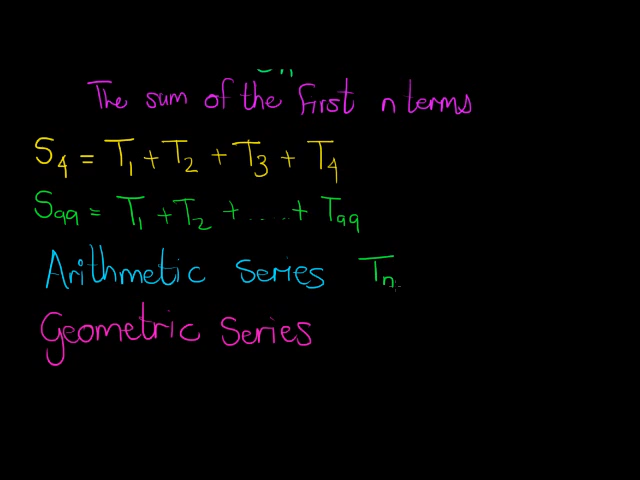 The sum of the first n terms
S₄ = T₁ + T₂ + T₃ + T₄
S₉₉ = T₁ + T₂ + ..... + T₉₉
Arithmetic Series Tₙ
Geometric Series